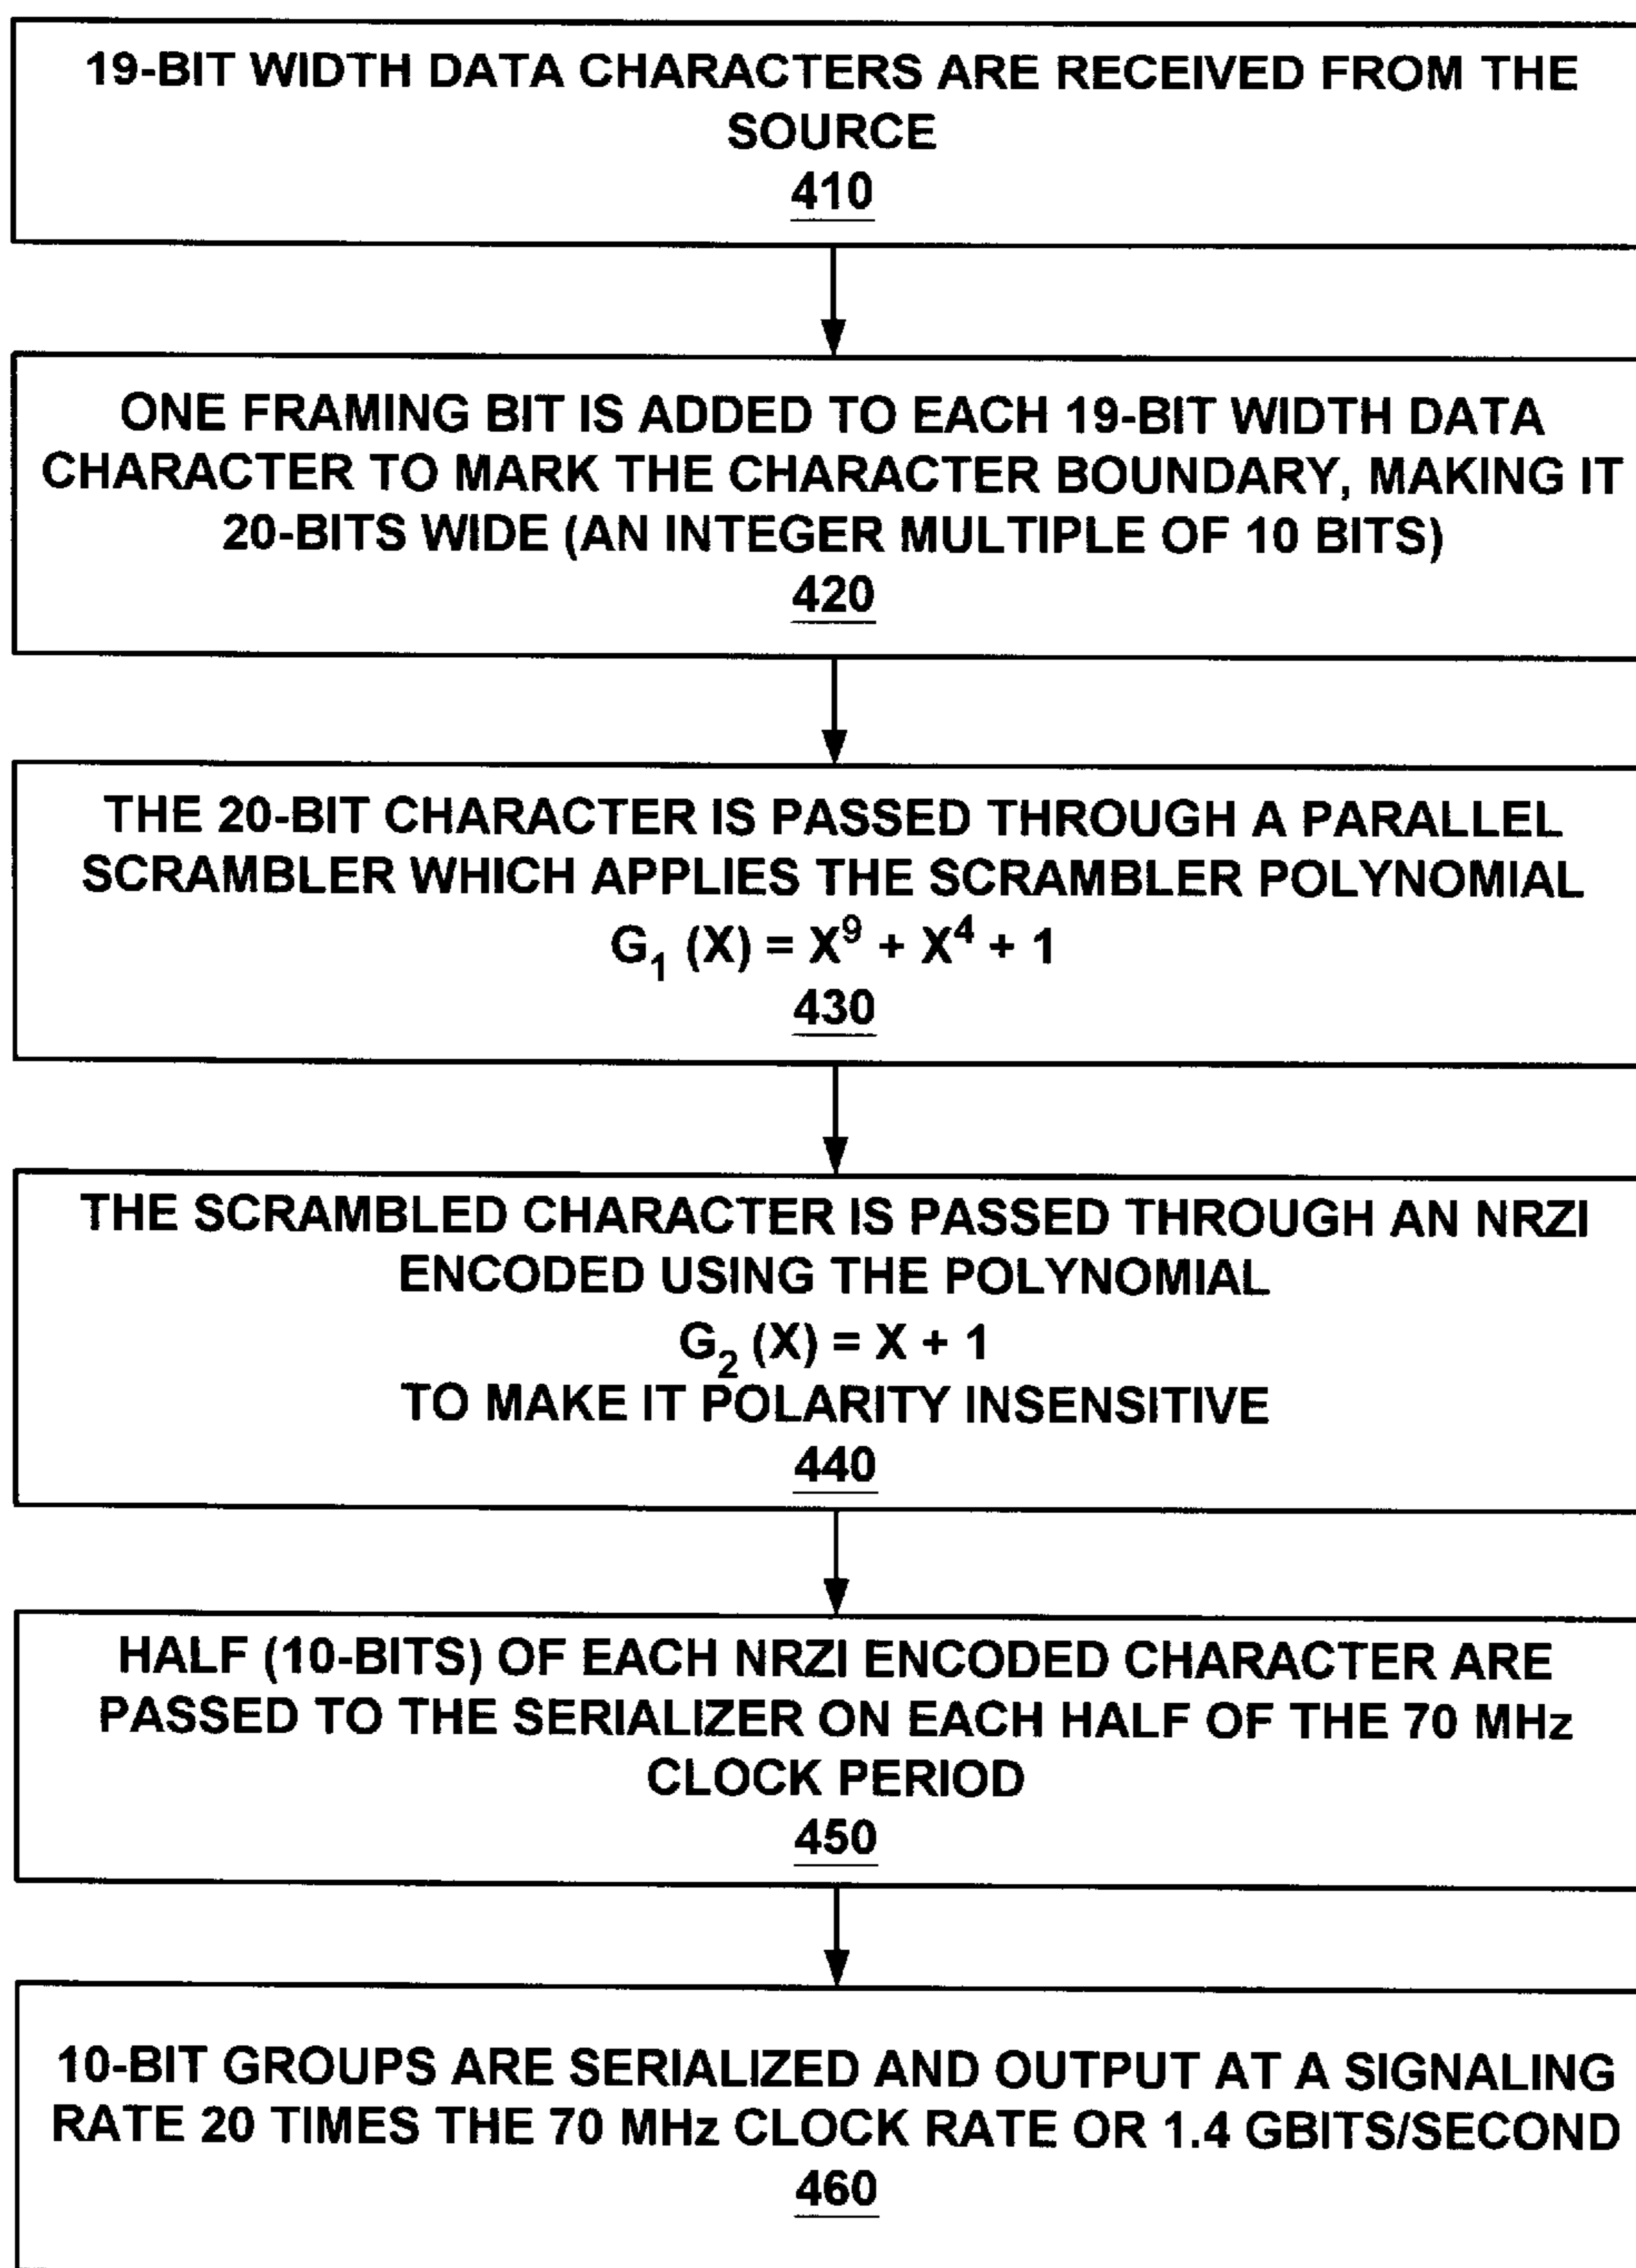 19-BIT WIDTH DATA CHARACTERS ARE RECEIVED FROM THE
SOURCE
410
ONE FRAMING BIT IS ADDED TO EACH 19-BIT WIDTH DATA
CHARACTER TO MARK THE CHARACTER BOUNDARY, MAKING IT
20-BITS WIDE (AN INTEGER MULTIPLE OF 10 BITS)
420
THE 20-BIT CHARACTER IS PASSED THROUGH A PARALLEL
SCRAMBLER WHICH APPLIES THE SCRAMBLER POLYNOMIAL
G₁ (X) = X⁹ + X⁴ + 1
430
THE SCRAMBLED CHARACTER IS PASSED THROUGH AN NRZI
ENCODED USING THE POLYNOMIAL
G₂ (X) = X + 1
TO MAKE IT POLARITY INSENSITIVE
440
HALF (10-BITS) OF EACH NRZI ENCODED CHARACTER ARE
PASSED TO THE SERIALIZER ON EACH HALF OF THE 70 MHz
CLOCK PERIOD
450
10-BIT GROUPS ARE SERIALIZED AND OUTPUT AT A SIGNALING
RATE 20 TIMES THE 70 MHz CLOCK RATE OR 1.4 GBITS/SECOND
460